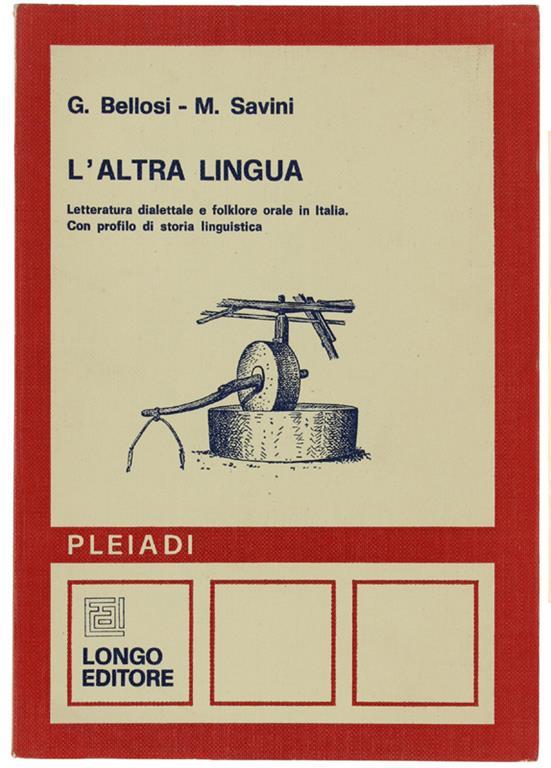 G. Bellosi - M. Savini
L'ALTRA LINGUA
Letteratura dialettale e folklore orale in Italia.
Con profilo di storia linguistica
PLEIADI
LONGO
EDITORE